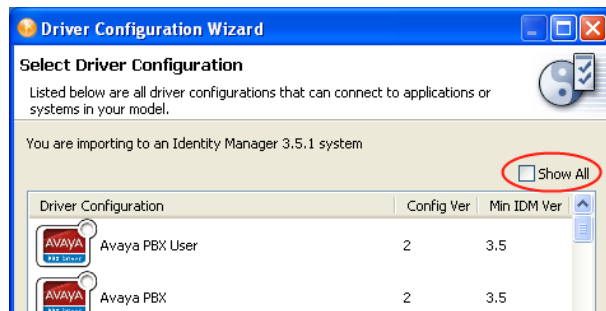 Driver Configuration Wizard
Select Driver Configuration
Listed below are all driver configurations that can connect to applications or
systems in your model.
You are importing to an Identity Manager 3.5.1 system
Show All
Driver Configuration Config Ver Min IDM Ver
AVAYA
Avaya PBX User 2 3.5
AVAYA
Avaya PBX 2 3.5